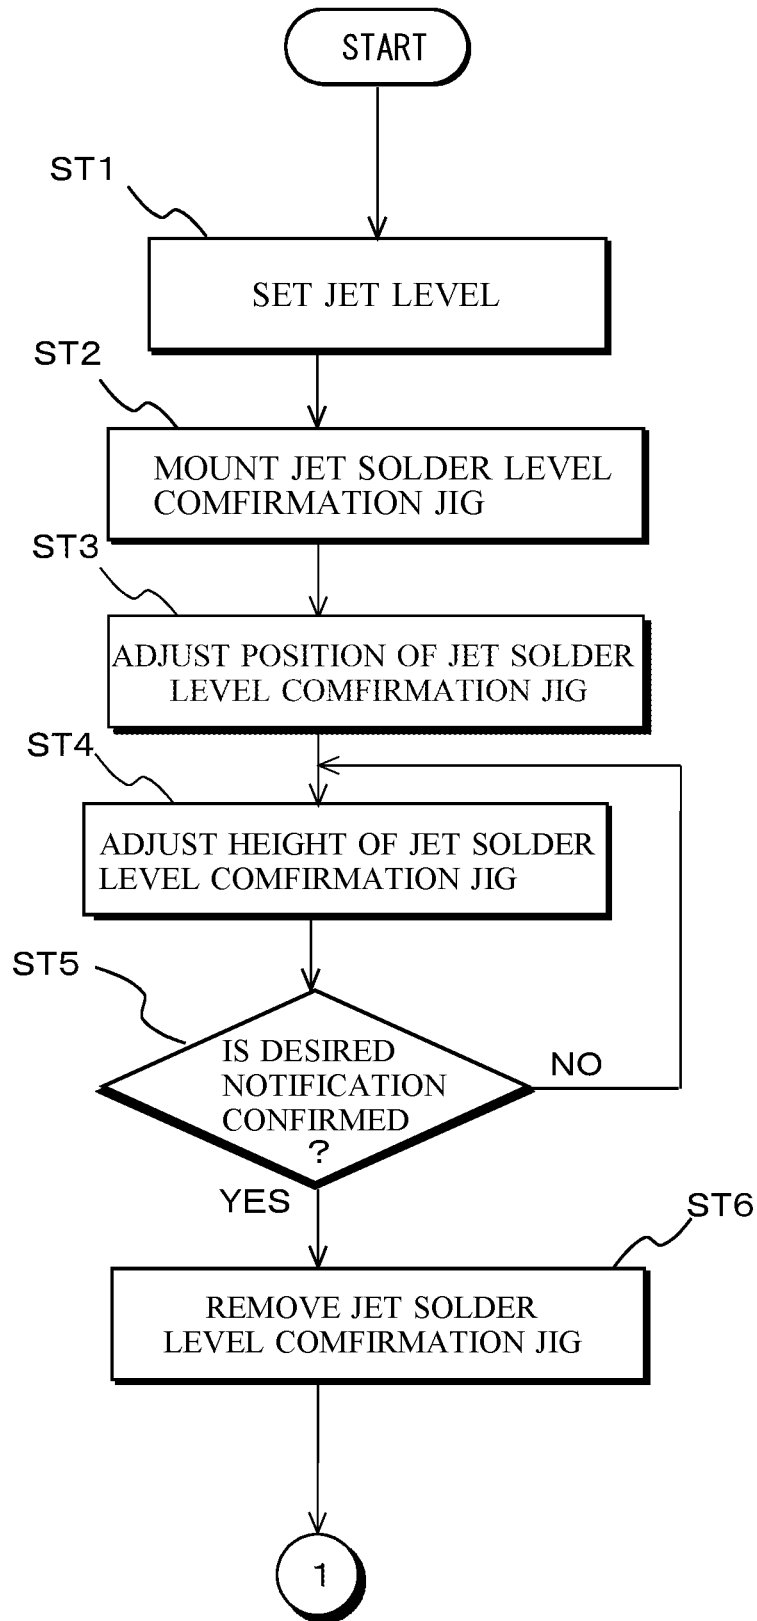 START
ST1
SET JET LEVEL
ST2
MOUNT JET SOLDER LEVEL
COMFIRMATION JIG
ST3
ADJUST POSITION OF JET SOLDER
LEVEL COMFIRMATION JIG
ST4
ADJUST HEIGHT OF JET SOLDER
LEVEL COMFIRMATION JIG
ST5
IS DESIRED
NOTIFICATION
CONFIRMED
?
NO
YES
ST6
REMOVE JET SOLDER
LEVEL COMFIRMATION JIG
1